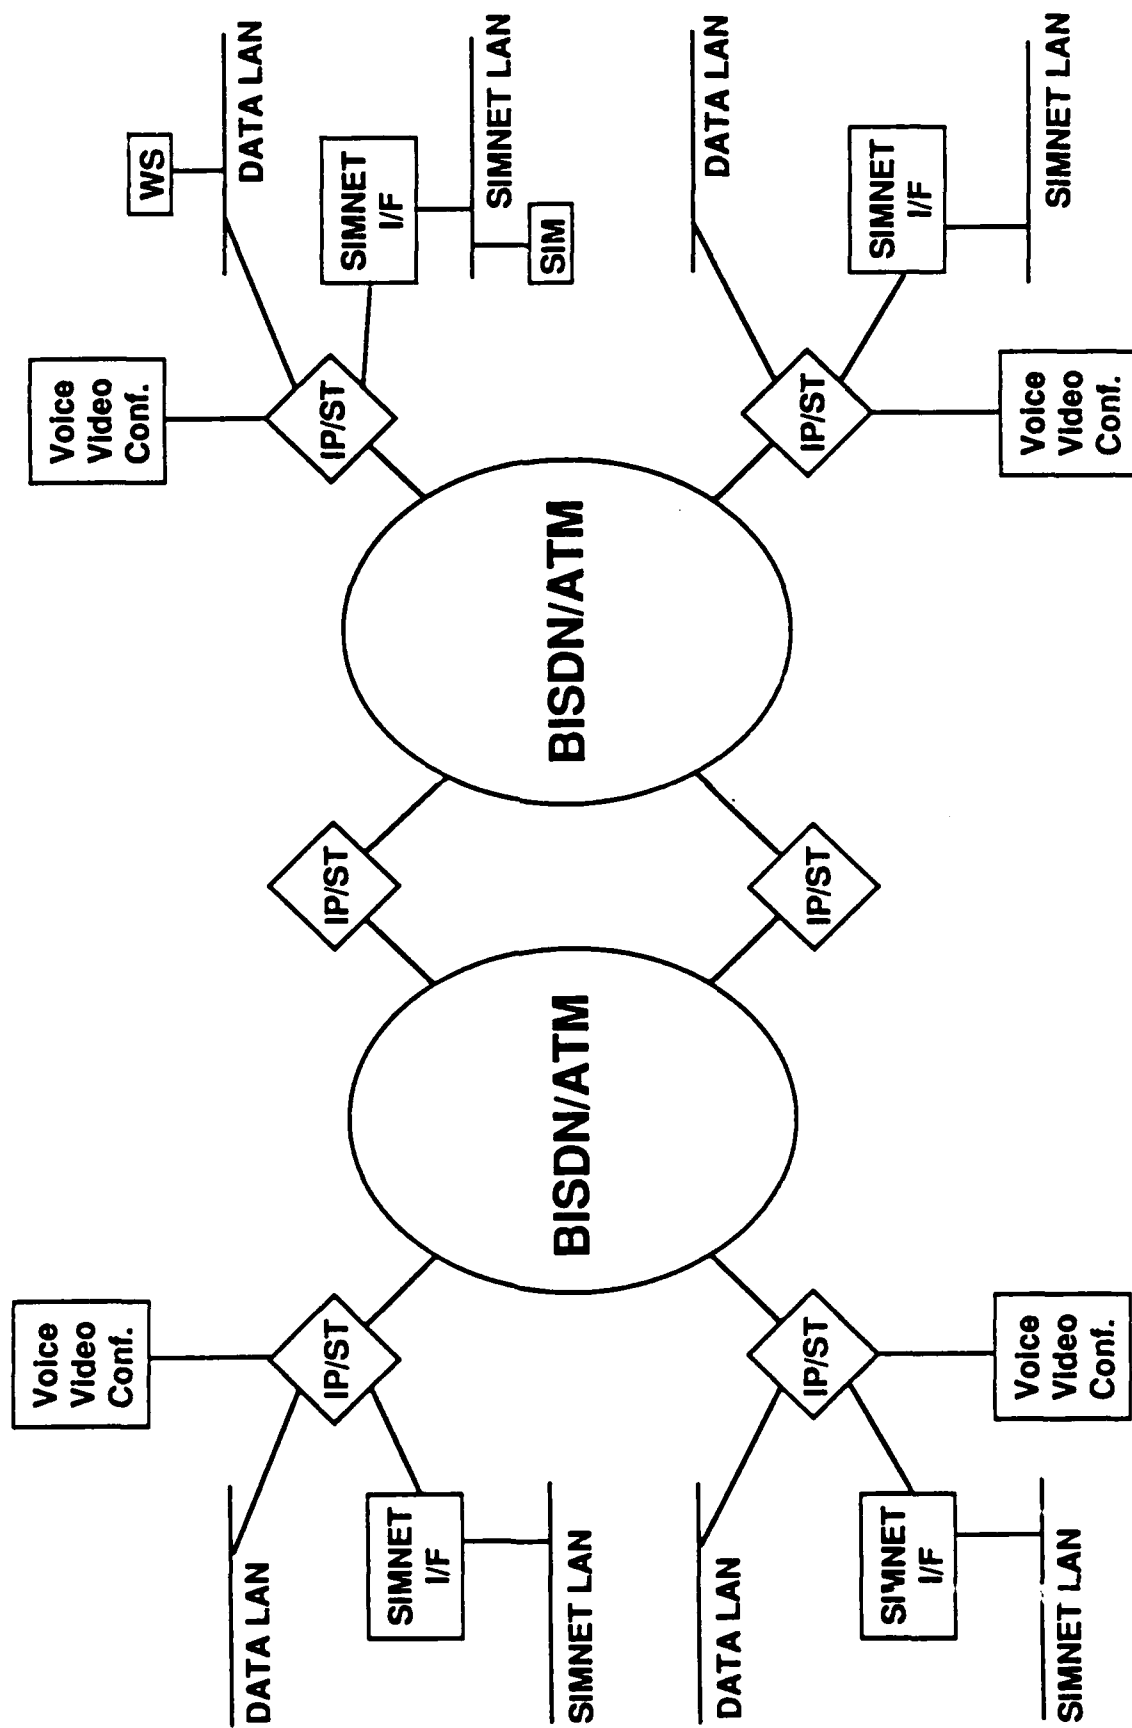 Voice
Video
Conf.
Voice
Video
Conf.
WS
DATA LAN
DATA LAN
IP/ST
IP/ST
IP/ST
SIMNET
I/F
SIMNET
I/F
SIMNET LAN
SIMNET LAN
SIM
BISDN/ATM
BISDN/ATM
DATA LAN
DATA LAN
IP/ST
IP/ST
IP/ST
SIMNET
I/F
SIMNET
I/F
Voice
Video
Conf.
Voice
Video
Conf.
SIMNET LAN
SIMNET LAN